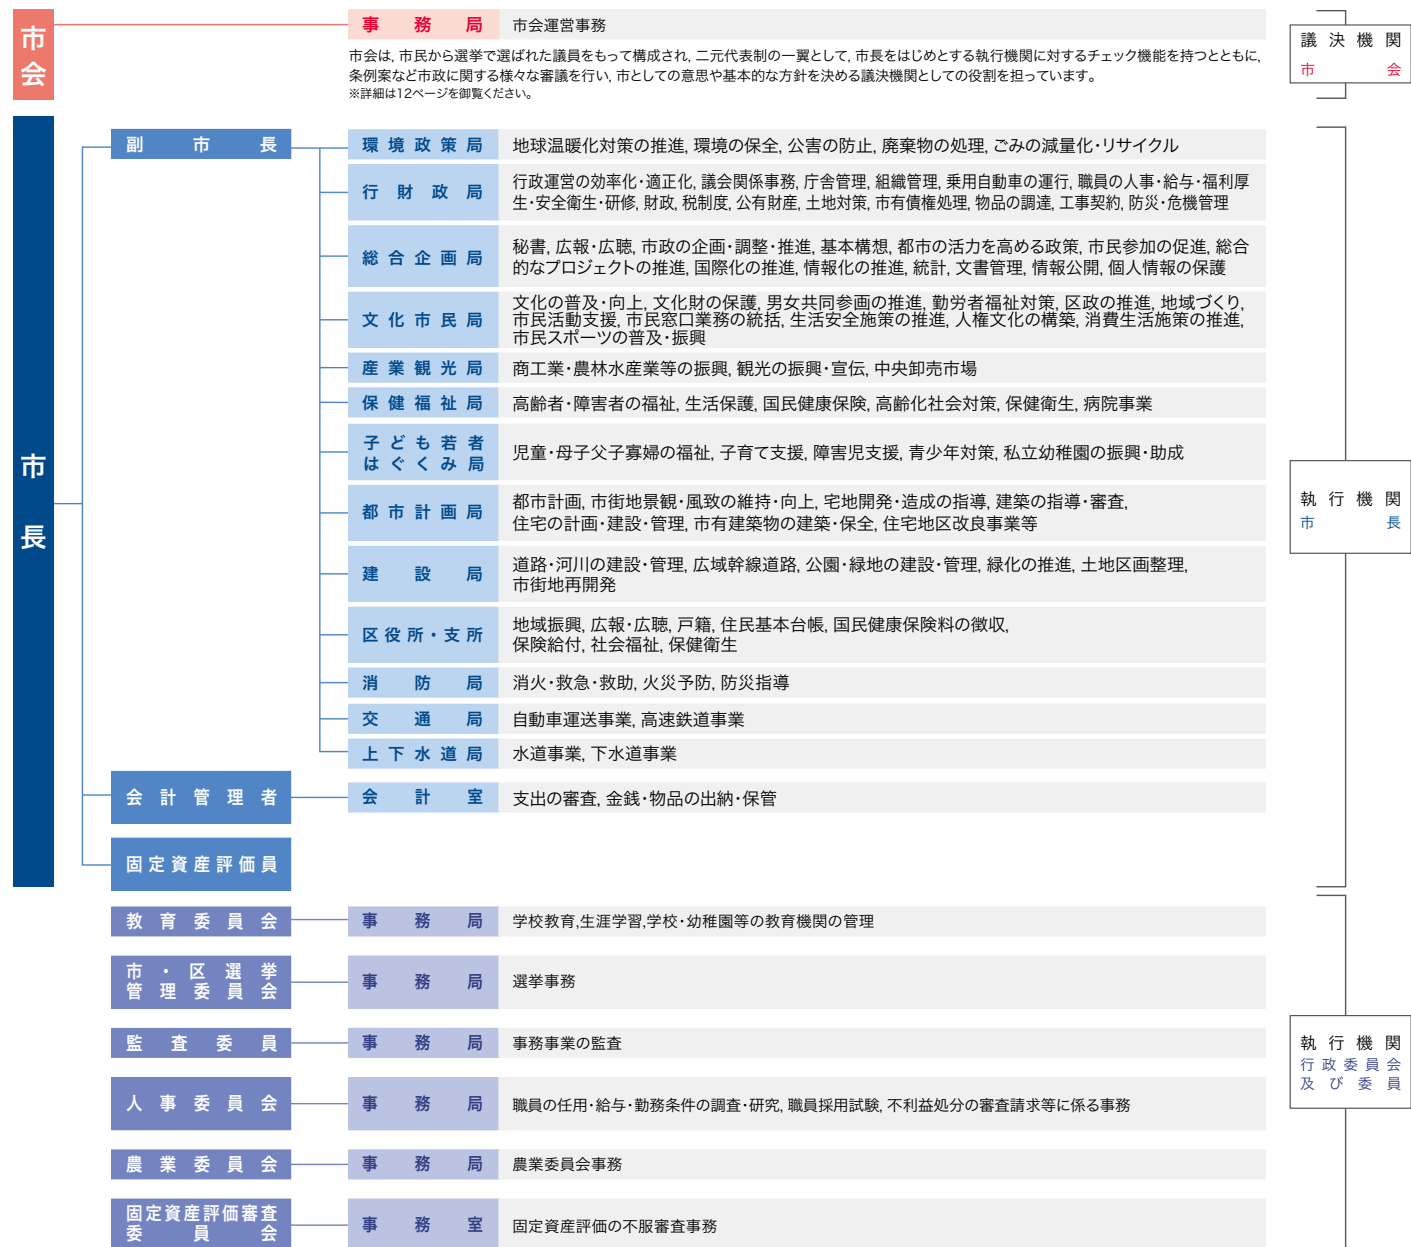 市会
事務局 市会運営事務
市会は, 市民から選挙で選ばれた議員をもって構成され, 二元代表制の一翼として, 市長をはじめとする執行機関に対するチェック機能を持つとともに,
条例案など市政に関する様々な審議を行い, 市としての意思や基本的な方針を決める議決機関としての役割を担っています。
※詳細は12ページを御覧ください。
議決機関
市会
市長
副市長
環境政策局 地球温暖化対策の推進, 環境の保全, 公害の防止, 廃棄物の処理, ごみの減量化・リサイクル
行財政局 行政運営の効率化・適正化, 議会関係事務, 庁舎管理, 組織管理, 乗用自動車の運行, 職員の人事・給与・福利厚
生・安全衛生・研修, 財政, 税制度, 公有財産, 土地対策, 市有債権処理, 物品の調達, 工事契約, 防災・危機管理
総合企画局 秘書, 広報・広聴, 市政の企画・調整・推進, 基本構想, 都市の活力を高める政策, 市民参加の促進, 総合
的なプロジェクトの推進, 国際化の推進, 情報化の推進, 統計, 文書管理, 情報公開, 個人情報の保護
文化市民局 文化の普及・向上, 文化財の保護, 男女共同参画の推進, 勤労者福祉対策, 区政の推進, 地域づくり,
市民活動支援, 市民窓口業務の統括, 生活安全施策の推進, 人権文化の構築, 消費生活施策の推進,
市民スポーツの普及・振興
産業観光局 商工業・農林水産業等の振興, 観光の振興・宣伝, 中央卸売市場
保健福祉局 高齢者・障害者の福祉, 生活保護, 国民健康保険, 高齢化社会対策, 保健衛生, 病院事業
子ども若者
はぐくみ局 児童・母子父子寡婦の福祉, 子育て支援, 障害児支援, 青少年対策, 私立幼稚園の振興・助成
都市計画局 都市計画, 市街地景観・風致の維持・向上, 宅地開発・造成の指導, 建築の指導・審査,
住宅の計画・建設・管理, 市有建築物の建築・保全, 住宅地区改良事業等
建設局 道路・河川の建設・管理, 広域幹線道路, 公園・緑地の建設・管理, 緑化の推進, 土地区画整理,
市街地再開発
区役所・支所 地域振興, 広報・広聴, 戸籍, 住民基本台帳, 国民健康保険料の徴収,
保険給付, 社会福祉, 保健衛生
消防局 消火・救急・救助, 火災予防, 防災指導
交通局 自動車運送事業, 高速鉄道事業
上下水道局 水道事業, 下水道事業
会計管理者 会計室 支出の審査, 金銭・物品の出納・保管
固定資産評価員
執行機関
市長
教育委員会 事務局 学校教育,生涯学習,学校・幼稚園等の教育機関の管理
市・区選挙
管理委員会 事務局 選挙事務
監査委員 事務局 事務事業の監査
人事委員会 事務局 職員の任用・給与・勤務条件の調査・研究, 職員採用試験, 不利益処分の審査請求等に係る事務
農業委員会 事務局 農業委員会事務
固定資産評価審査
委員会 事務室 固定資産評価の不服審査事務
執行機関
行政委員会
及び委員